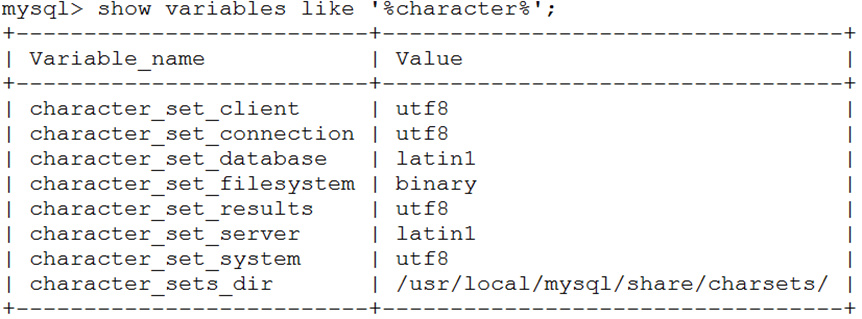 mysql> show variables like '%character%';
+--------------------------+----------------------------------+
| Variable_name            | Value                            |
+--------------------------+----------------------------------+
| character_set_client     | utf8                             |
| character_set_connection | utf8                             |
| character_set_database   | latin1                           |
| character_set_filesystem | binary                           |
| character_set_results    | utf8                             |
| character_set_server     | latin1                           |
| character_set_system     | utf8                             |
| character_sets_dir       | /usr/local/mysql/share/charsets/ |
+--------------------------+----------------------------------+